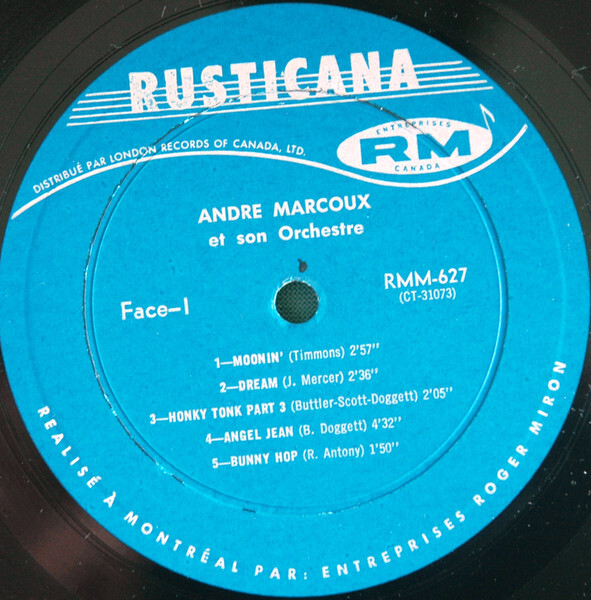 RUSTICANA
DISTRIBUÉ PAR LONDON RECORDS OF CANADA, LTD.
ENTREPRISES
RM
CANADA
ANDRE MARCOUX
et son Orchestre
Face-1
RMM-627
(CT-31073)
1—MOONIN' (Timmons) 2'57"
2—DREAM (J. Mercer) 2'36"
3—HONKY TONK PART 3 (Buttler-Scott-Doggett) 2'05"
4—ANGEL JEAN (B. Doggett) 4'32"
5—BUNNY HOP (R. Antony) 1'50"
REALISÉ À MONTRÉAL PAR: ENTREPRISES ROGER MIRON